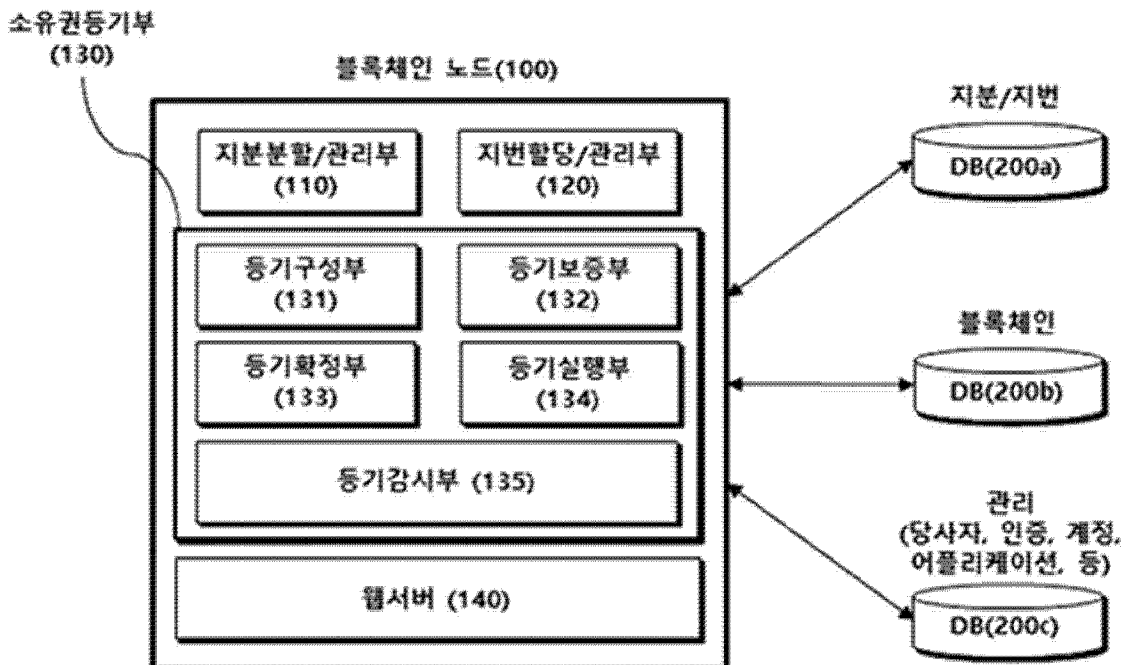 소유권등기부
(130)
블록체인 노드(100)
지분분할/관리부
(110)
지번할당/관리부
(120)
등기구성부
(131)
등기보증부
(132)
등기확정부
(133)
등기실행부
(134)
등기감시부 (135)
웹서버 (140)
지분/지번
DB(200a)
블록체인
DB(200b)
관리
(당사자, 인증, 계정,
어플리케이션, 등)
DB(200c)